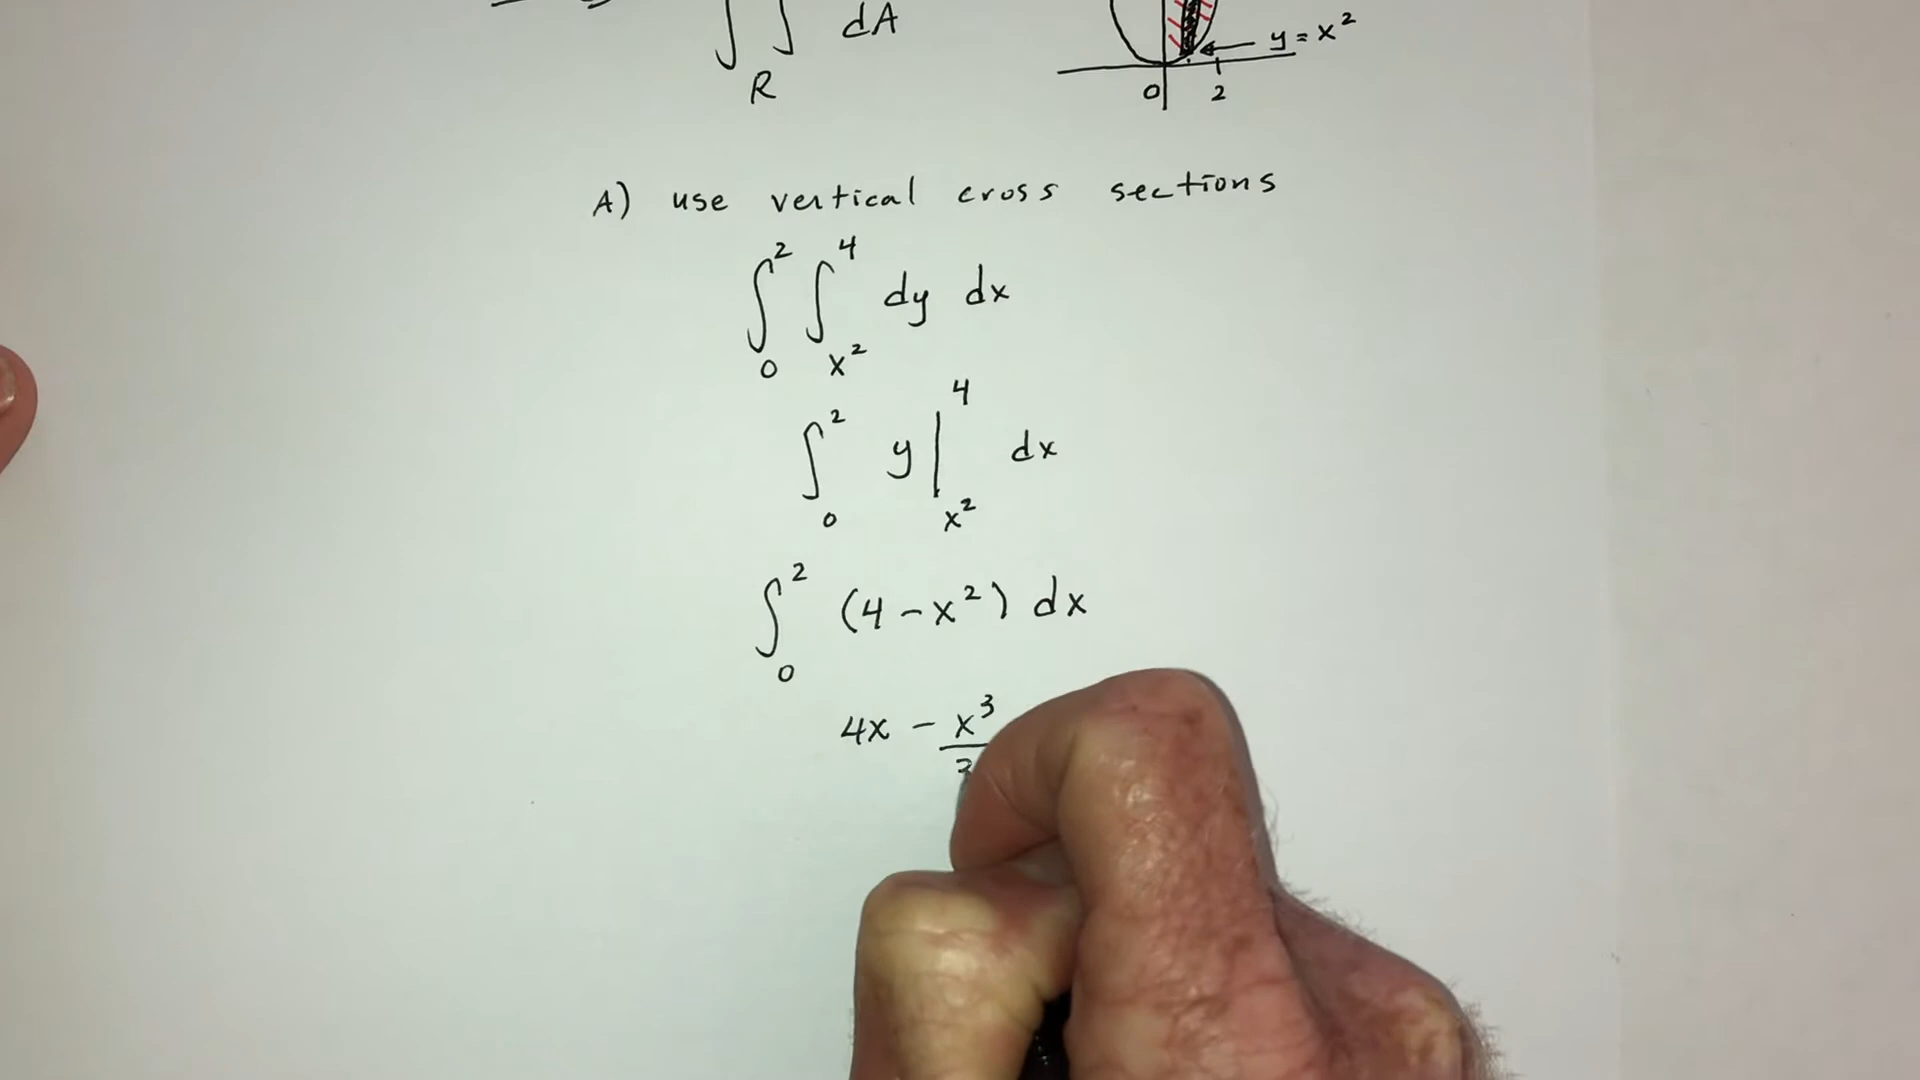 ∫∫ dA
R
y = x²
0 2
A) use vertical cross sections
∫₀² ∫ₓ²⁴ dy dx
∫₀² y |ₓ²⁴ dx
∫₀² (4 - x²) dx
4x - x³/3